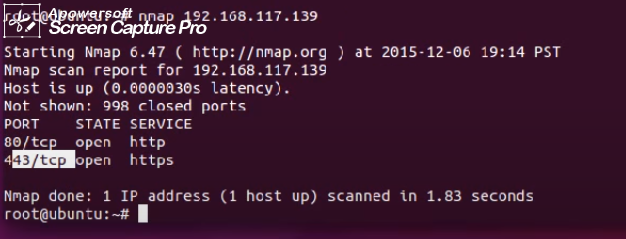 Apowersoft
Screen Capture Pro
root@ubuntu:~# nmap 192.168.117.139
Starting Nmap 6.47 ( http://nmap.org ) at 2015-12-06 19:14 PST
Nmap scan report for 192.168.117.139
Host is up (0.0000030s latency).
Not shown: 998 closed ports
PORT STATE SERVICE
80/tcp open http
443/tcp open https
Nmap done: 1 IP address (1 host up) scanned in 1.83 seconds
root@ubuntu:~#